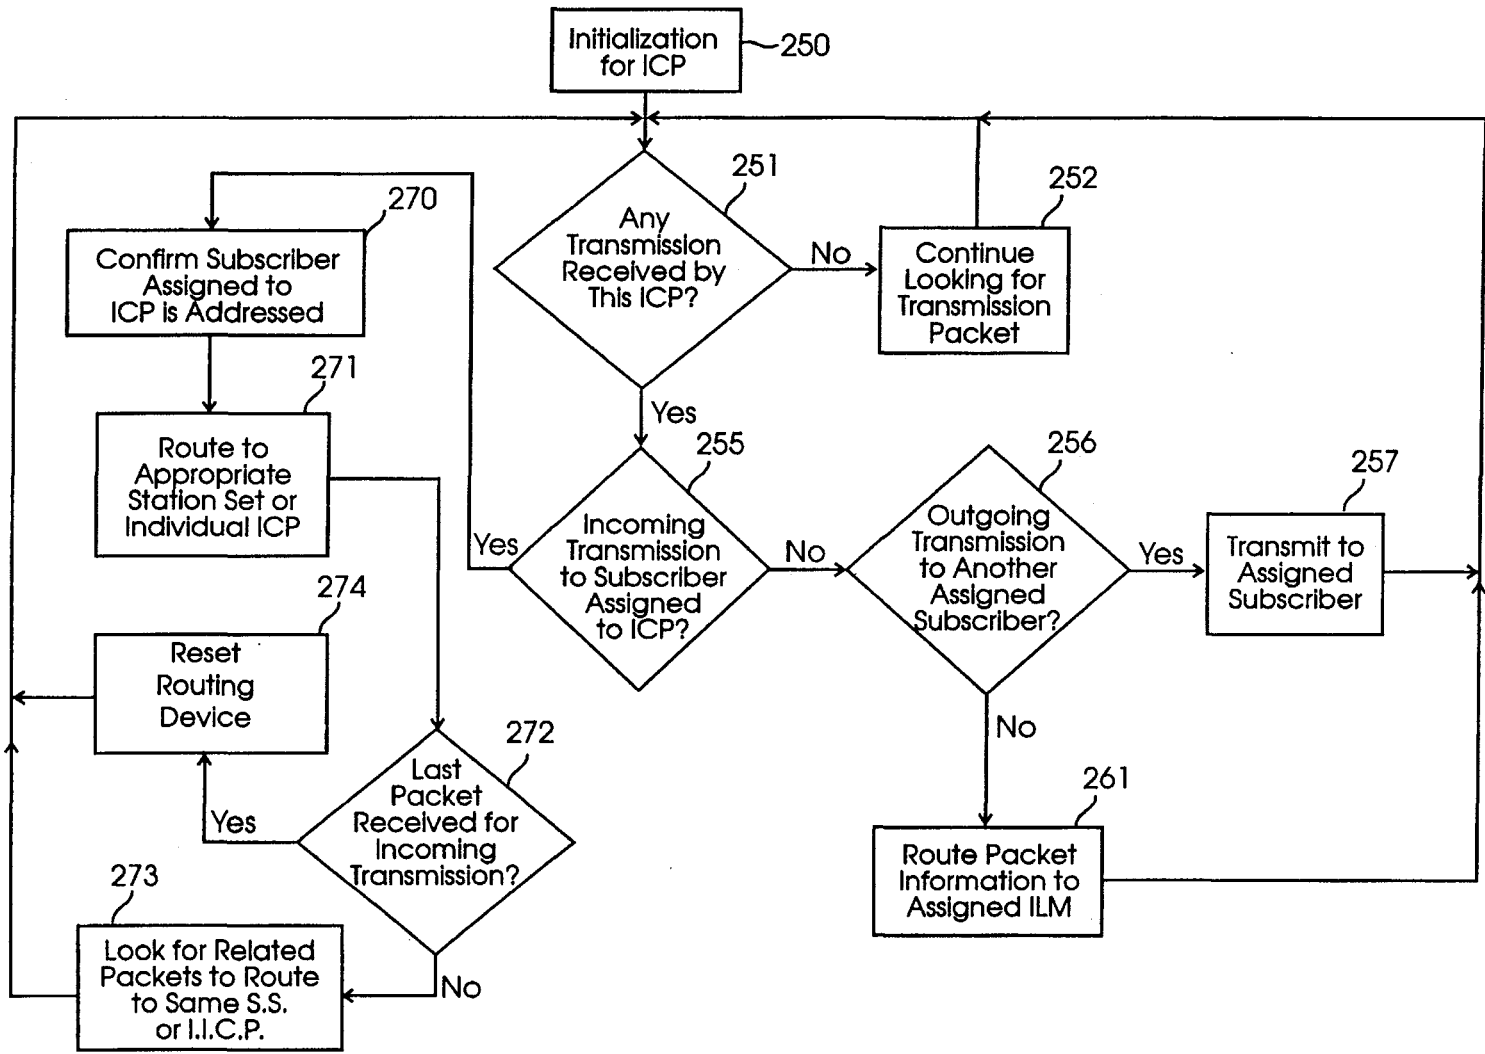 Initialization
for ICP
250
251
Any
Transmission
Received by
This ICP?
No
252
Continue
Looking for
Transmission
Packet
270
Confirm Subscriber
Assigned to
ICP is Addressed
271
Route to
Appropriate
Station Set or
Individual ICP
Yes
255
Incoming
Transmission
to Subscriber
Assigned
to ICP?
Yes
No
256
Outgoing
Transmission
to Another
Assigned
Subscriber?
Yes
257
Transmit to
Assigned
Subscriber
No
261
Route Packet
Information to
Assigned ILM
274
Reset
Routing
Device
272
Last
Packet
Received for
Incoming
Transmission?
Yes
No
273
Look for Related
Packets to Route
to Same S.S.
or I.I.C.P.